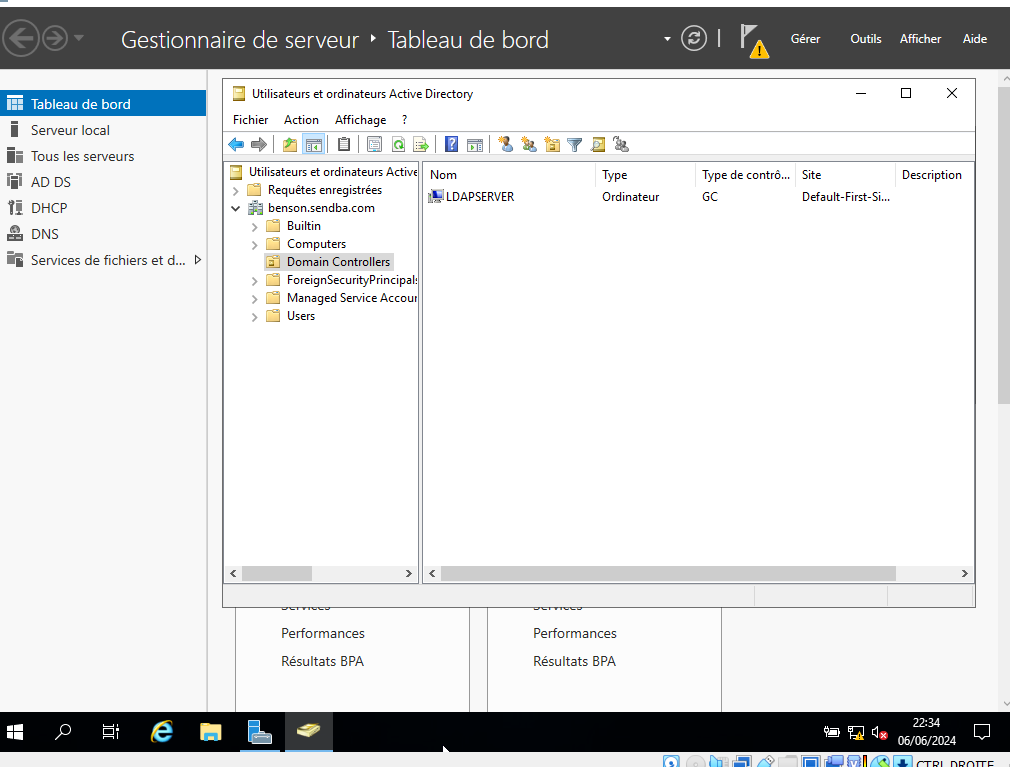 Gestionnaire de serveur ‣ Tableau de bord
Gérer Outils Afficher Aide
Tableau de bord
Serveur local
Tous les serveurs
AD DS
DHCP
DNS
Services de fichiers et d...
Utilisateurs et ordinateurs Active Directory
Fichier Action Affichage ?
Utilisateurs et ordinateurs Active
Requêtes enregistrées
benson.sendba.com
Builtin
Computers
Domain Controllers
ForeignSecurityPrincipals
Managed Service Accour
Users
Nom Type Type de contrô... Site Description
LDAPSERVER Ordinateur GC Default-First-Si...
Services Services
Performances Performances
Résultats BPA Résultats BPA
22:34
06/06/2024
CTRL DROITE